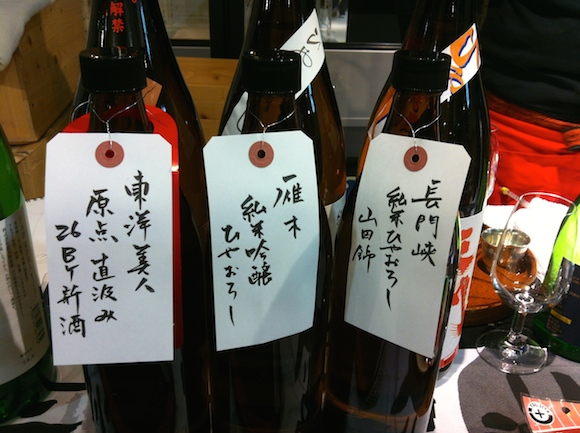 解禁
東洋美人
原点 直汲み
26BY新酒
雁木
純米吟醸
ひやおろし
長門峡
純米ひやおろし
山田錦